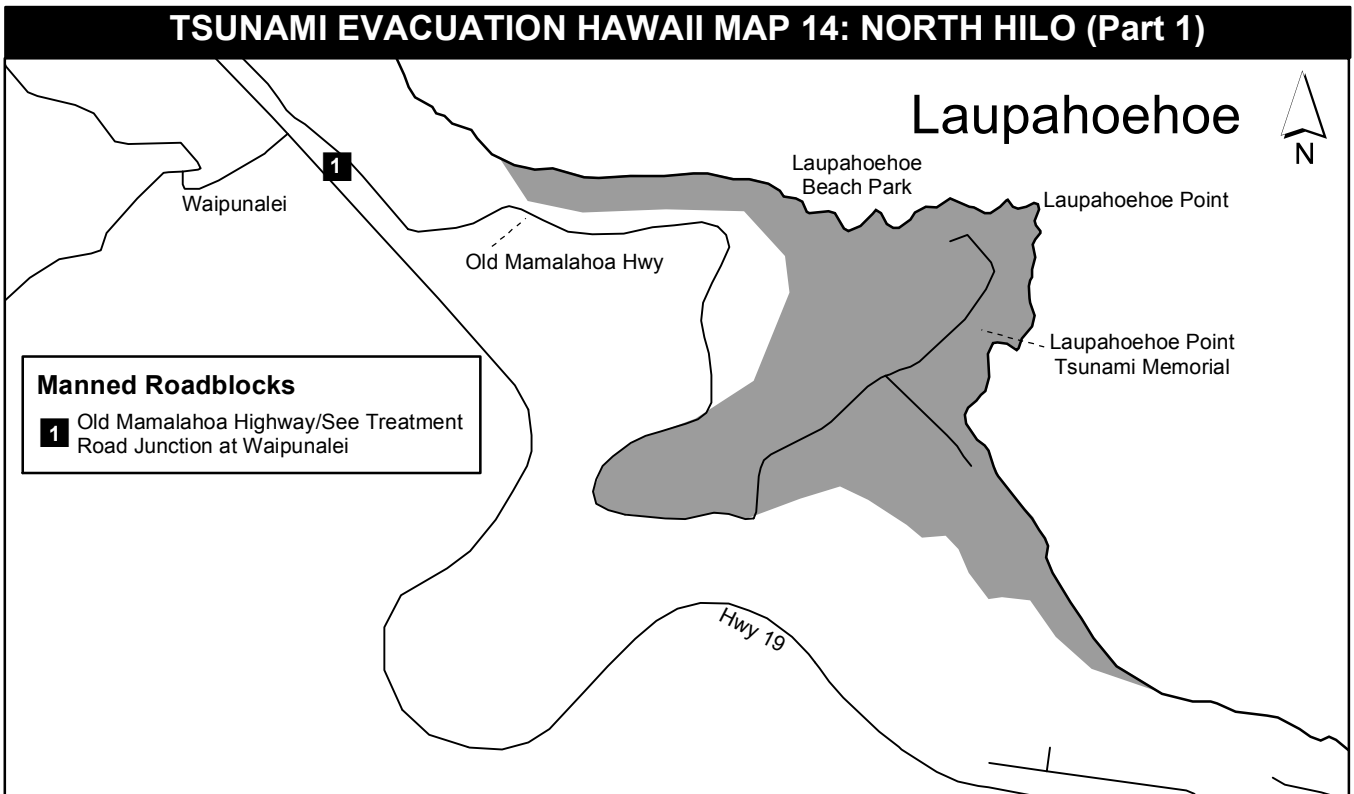 TSUNAMI EVACUATION HAWAII MAP 14: NORTH HILO (Part 1)
Laupahoehoe
N
Laupahoehoe
Beach Park
Laupahoehoe Point
1
Waipunalei
Old Mamalahoa Hwy
Laupahoehoe Point
Tsunami Memorial
Manned Roadblocks
1 Old Mamalahoa Highway/See Treatment
Road Junction at Waipunalei
Hwy 19